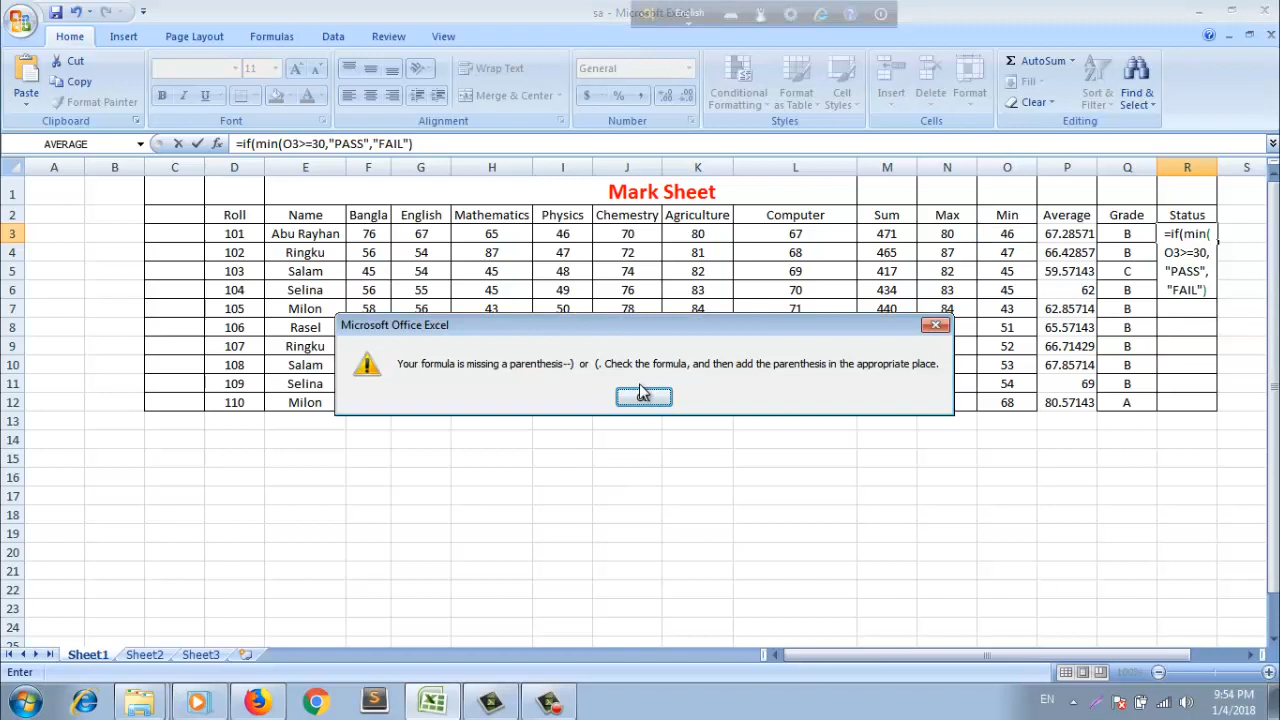 sa - Microsoft Ex
English
Home Insert Page Layout Formulas Data Review View
Paste
Cut
Copy
Format Painter
Clipboard
11
B I U
Font
Wrap Text
Merge & Center
Alignment
General
$ % ,
Number
Conditional Formatting
Format as Table
Cell Styles
Styles
Insert
Delete
Format
Cells
Σ AutoSum
Fill
Clear
Sort & Filter
Find & Select
Editing
AVERAGE
=if(min(O3>=30,"PASS","FAIL")
A B C D E F G H I J K L M N O P Q R S
1 Mark Sheet
2 Roll Name Bangla English Mathematics Physics Chemestry Agriculture Computer Sum Max Min Average Grade Status
3 101 Abu Rayhan 76 67 65 46 70 80 67 471 80 46 67.28571 B =if(min(
4 102 Ringku 56 54 87 47 72 81 68 465 87 47 66.42857 B O3>=30,
5 103 Salam 45 54 45 48 74 82 69 417 82 45 59.57143 C "PASS",
6 104 Selina 56 55 45 49 76 83 70 434 83 45 62 B "FAIL")
7 105 Milon 58 56 43 50 78 84 71 440 84 43 62.85714 B
8 106 Rasel 51 65.57143 B
9 107 Ringku 52 66.71429 B
10 108 Salam 53 67.85714 B
11 109 Selina 54 69 B
12 110 Milon 68 80.57143 A
13
14
15
16
17
18
19
20
21
22
23
24
25
Microsoft Office Excel
Your formula is missing a parenthesis--) or (. Check the formula, and then add the parenthesis in the appropriate place.
Sheet1 Sheet2 Sheet3
Enter
100%
EN
9:54 PM
1/4/2018